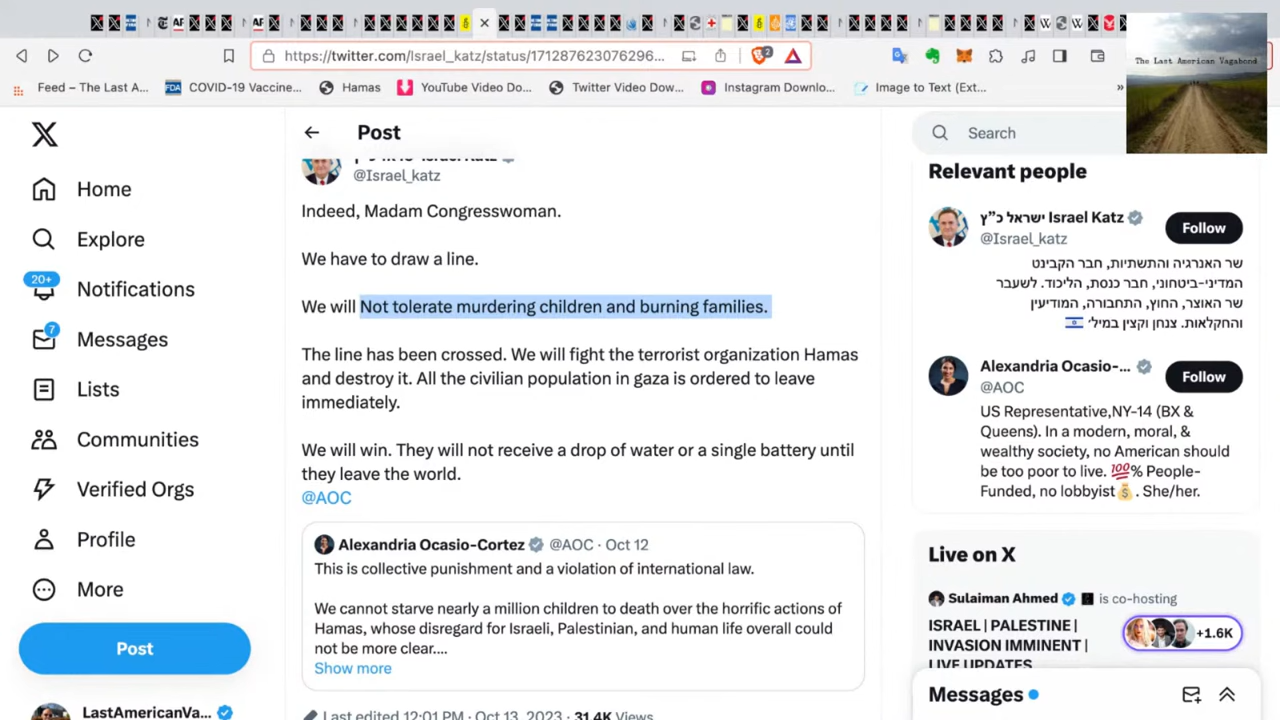 https://twitter.com/Israel_katz/status/171287623076296...
2
The Last American Vagabond
Feed – The Last A...
FDA
COVID-19 Vaccine...
Hamas
YouTube Video Do...
Twitter Video Dow...
Instagram Downlo...
Image to Text (Ext...
»
Home
Explore
20+
Notifications
7
Messages
Lists
Communities
Verified Orgs
Profile
More
Post
LastAmericanVa...
Post
@Israel_katz
Indeed, Madam Congresswoman.
We have to draw a line.
We will Not tolerate murdering children and burning families.
The line has been crossed. We will fight the terrorist organization Hamas
and destroy it. All the civilian population in gaza is ordered to leave
immediately.
We will win. They will not receive a drop of water or a single battery until
they leave the world.
@AOC
Alexandria Ocasio-Cortez @AOC · Oct 12
This is collective punishment and a violation of international law.
We cannot starve nearly a million children to death over the horrific actions of
Hamas, whose disregard for Israeli, Palestinian, and human life overall could
not be more clear....
Show more
Last edited 12:01 PM · Oct 13, 2023 · 31.4K Views
Search
Relevant people
ישראל כ”ץ Israel Katz
@Israel_katz
Follow
שר האנרגיה והתשתיות, חבר הקבינט
המדיני-ביטחוני, חבר כנסת, הליכוד. לשעבר
שר האוצר, החוץ, התחבורה, המודיעין
והחקלאות. צנחן וקצין במיל׳ 🇮🇱
Alexandria Ocasio-...
@AOC
Follow
US Representative,NY-14 (BX &
Queens). In a modern, moral, &
wealthy society, no American should
be too poor to live. 💯% People-
Funded, no lobbyist💰. She/her.
Live on X
Sulaiman Ahmed is co-hosting
ISRAEL | PALESTINE |
INVASION IMMINENT |
LIVE UPDATES
+1.6K
Messages